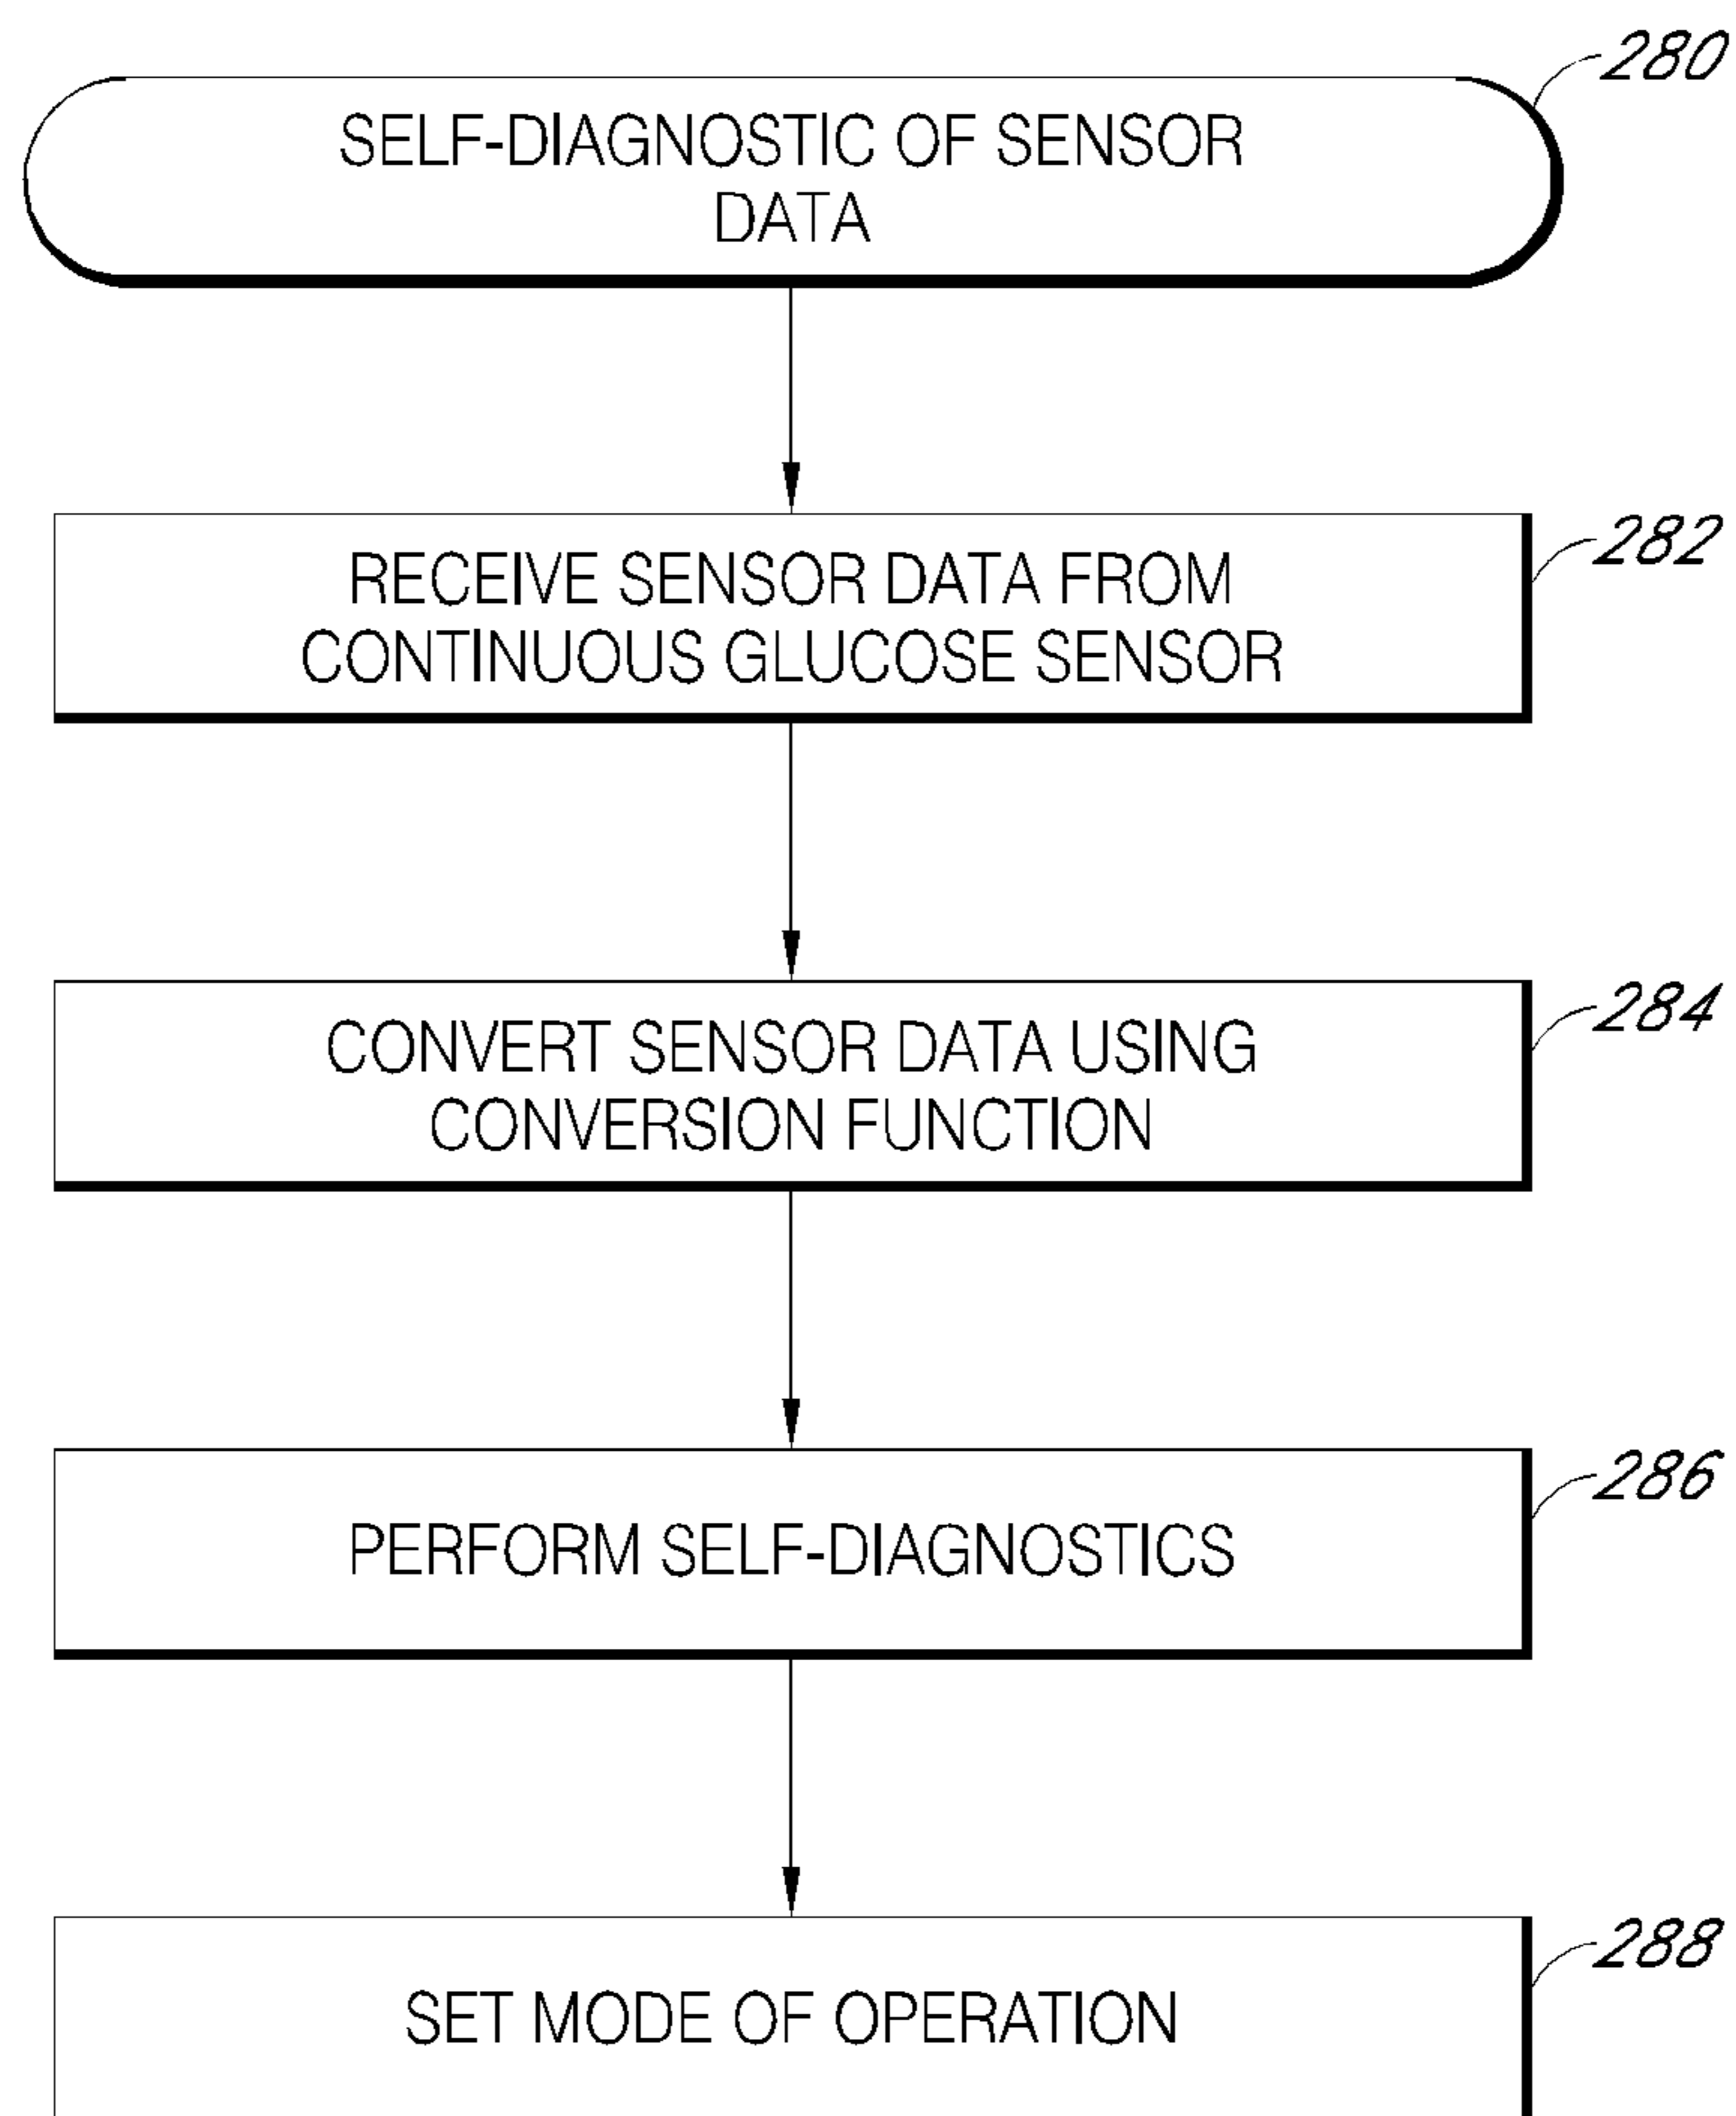 280
SELF-DIAGNOSTIC OF SENSOR
DATA
282
RECEIVE SENSOR DATA FROM
CONTINUOUS GLUCOSE SENSOR
284
CONVERT SENSOR DATA USING
CONVERSION FUNCTION
286
PERFORM SELF-DIAGNOSTICS
288
SET MODE OF OPERATION